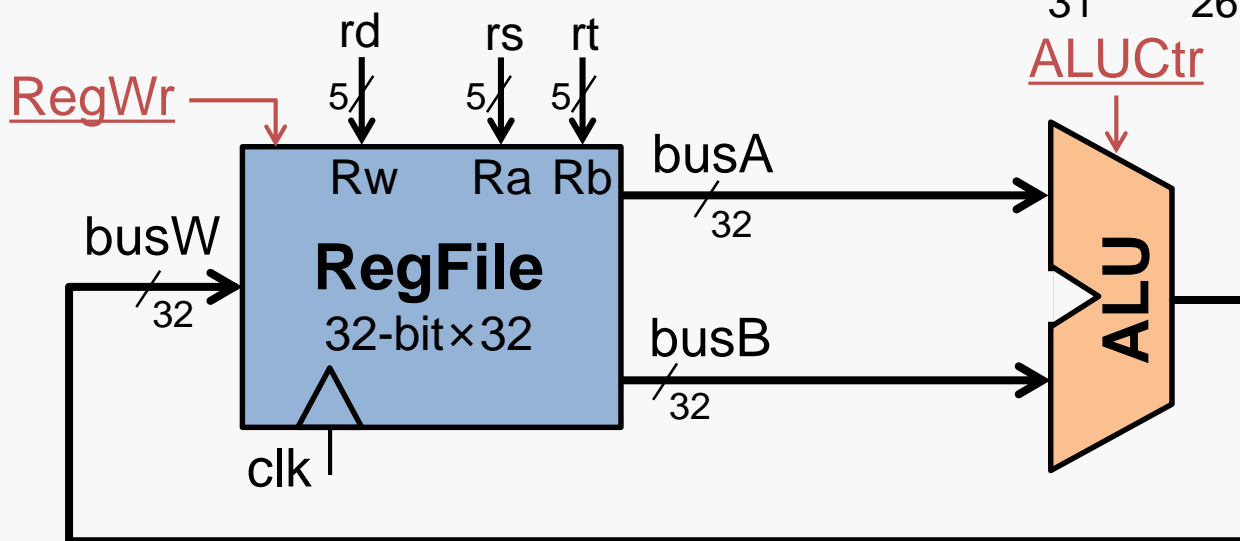 31 26
rd rs rt
ALUCtr
RegWr
5 5 5
Rw Ra Rb
busA
32
busW
32
RegFile
32-bit×32
busB
32
ALU
clk